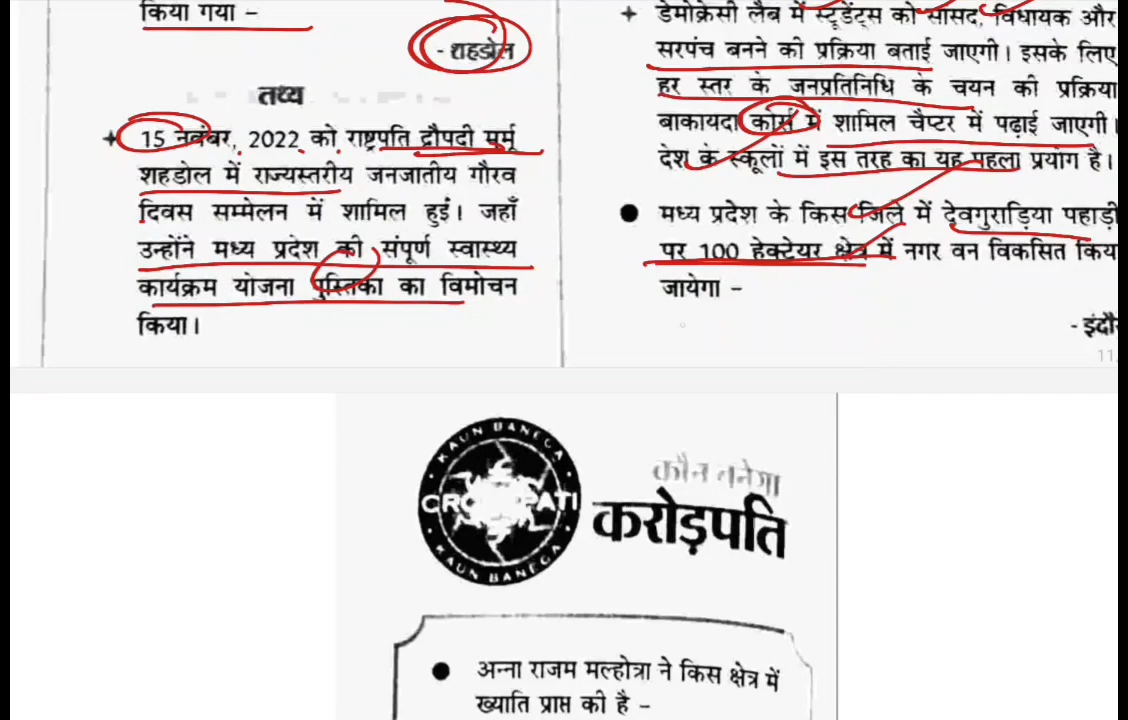 किया गया –
- शहडोल
तथ्य
+ 15 नवंबर, 2022 को राष्ट्रपति द्रौपदी मुर्मू
शहडोल में राज्यस्तरीय जनजातीय गौरव
दिवस सम्मेलन में शामिल हुईं। जहाँ
उन्होंने मध्य प्रदेश की संपूर्ण स्वास्थ्य
कार्यक्रम योजना पुस्तिका का विमोचन
किया।
+ डेमोक्रेसी लैब में स्टूडेंट्स को सांसद, विधायक और
सरपंच बनने की प्रक्रिया बताई जाएगी। इसके लिए
हर स्तर के जनप्रतिनिधि के चयन की प्रक्रिया
बाकायदा कोर्स में शामिल चैप्टर में पढ़ाई जाएगी।
देश के स्कूलों में इस तरह का यह पहला प्रयोग है।
● मध्य प्रदेश के किस जिले में देवगुराड़िया पहाड़ी
पर 100 हेक्टेयर क्षेत्र में नगर वन विकसित किया
जायेगा –
- इंदौर
11
KAUN BANEGA
CROREPATI
KAUN BANEGA
कौन बनेगा
करोड़पति
● अन्ना राजम मल्होत्रा ने किस क्षेत्र में
ख्याति प्राप्त की है –